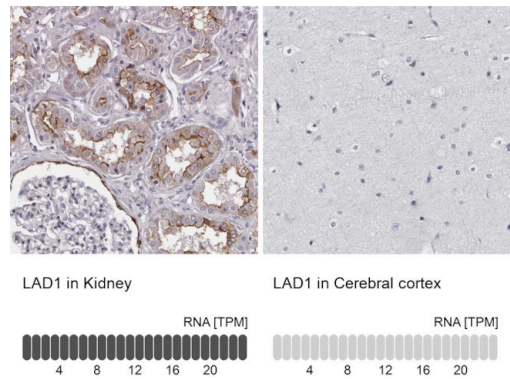 LAD1 in Kidney
LAD1 in Cerebral cortex
RNA [TPM]
RNA [TPM]
4 8 12 16 20
4 8 12 16 20